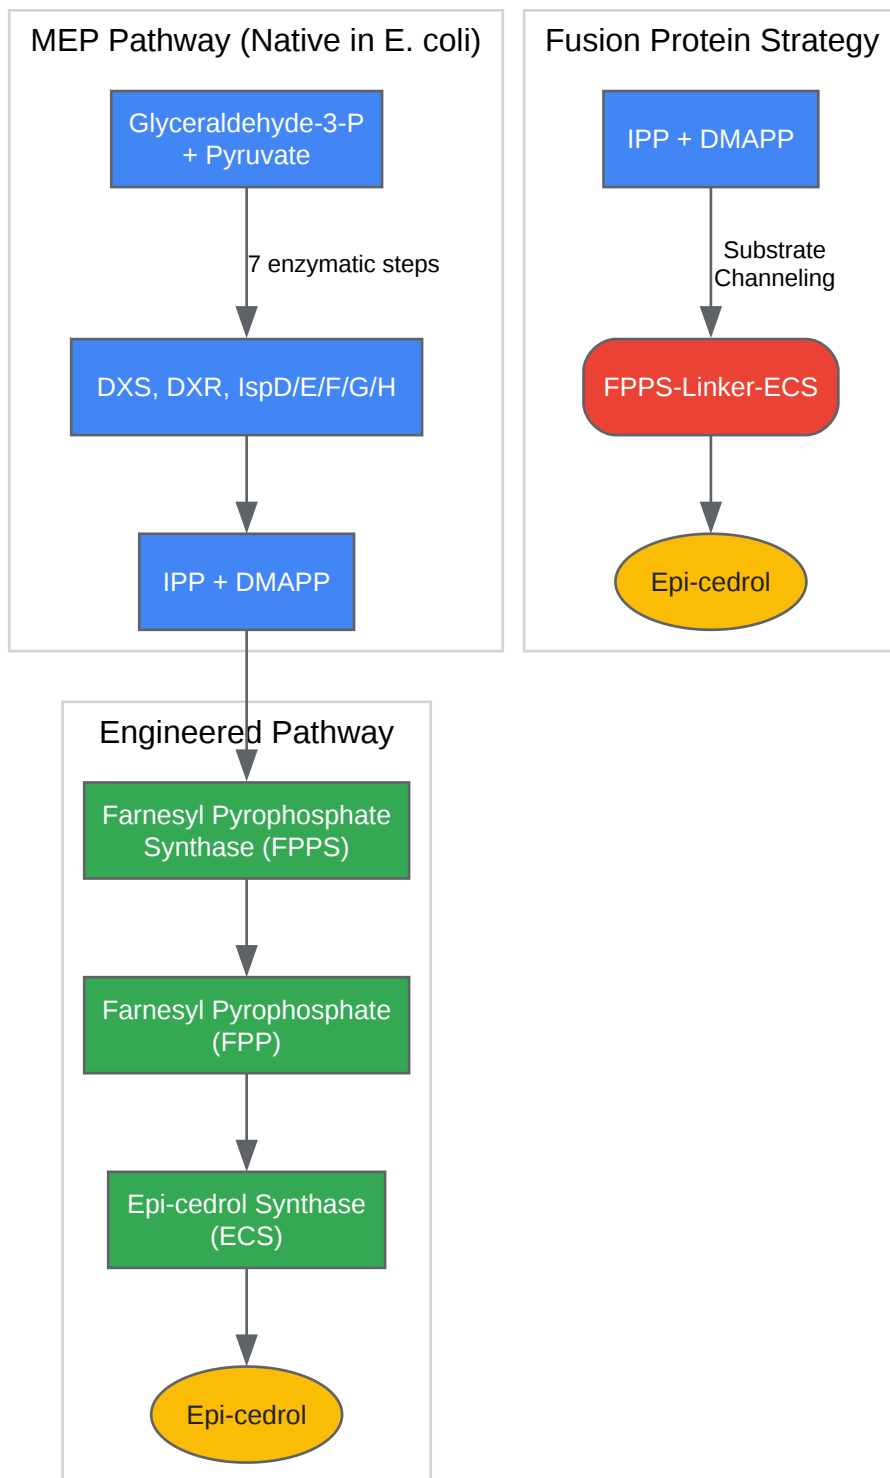 MEP Pathway (Native in E. coli)
Glyceraldehyde-3-P
+ Pyruvate
7 enzymatic steps
DXS, DXR, IspD/E/F/G/H
IPP + DMAPP
Fusion Protein Strategy
IPP + DMAPP
Substrate
Channeling
FPPS-Linker-ECS
Epi-cedrol
Engineered Pathway
Farnesyl Pyrophosphate
Synthase (FPPS)
Farnesyl Pyrophosphate
(FPP)
Epi-cedrol Synthase
(ECS)
Epi-cedrol